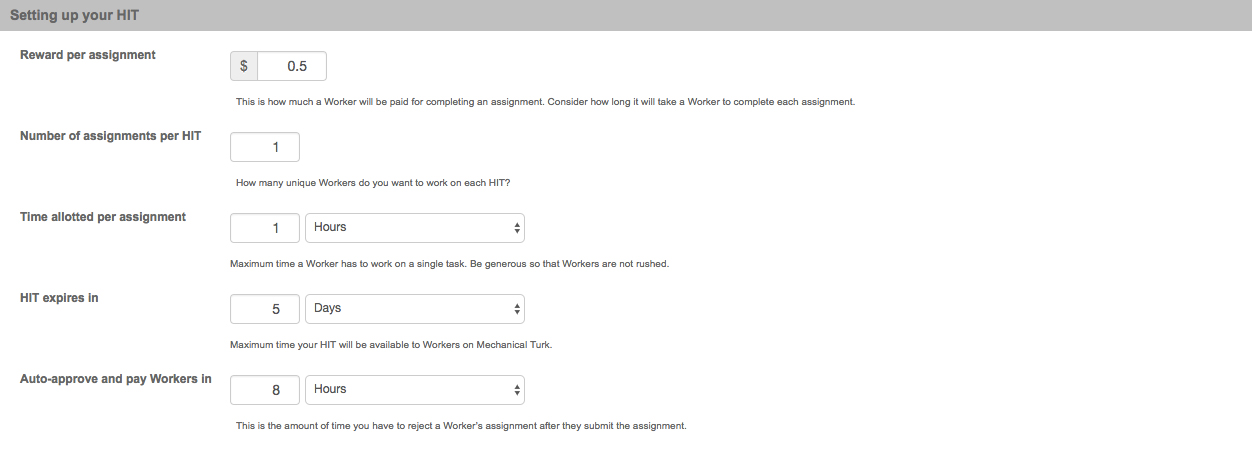 Setting up your HIT
Reward per assignment
$ 0.5
This is how much a Worker will be paid for completing an assignment. Consider how long it will take a Worker to complete each assignment.
Number of assignments per HIT
1
How many unique Workers do you want to work on each HIT?
Time allotted per assignment
1 Hours
Maximum time a Worker has to work on a single task. Be generous so that Workers are not rushed.
HIT expires in
5 Days
Maximum time your HIT will be available to Workers on Mechanical Turk.
Auto-approve and pay Workers in
8 Hours
This is the amount of time you have to reject a Worker's assignment after they submit the assignment.